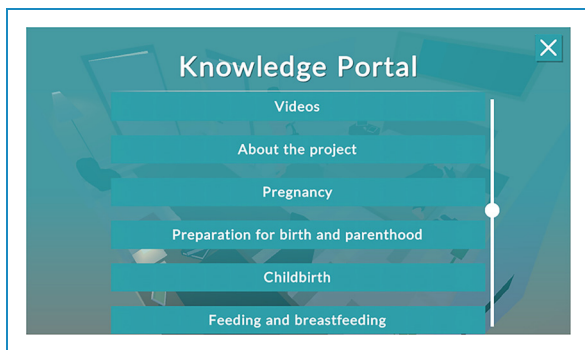 Knowledge Portal
Videos
About the project
Pregnancy
Preparation for birth and parenthood
Childbirth
Feeding and breastfeeding